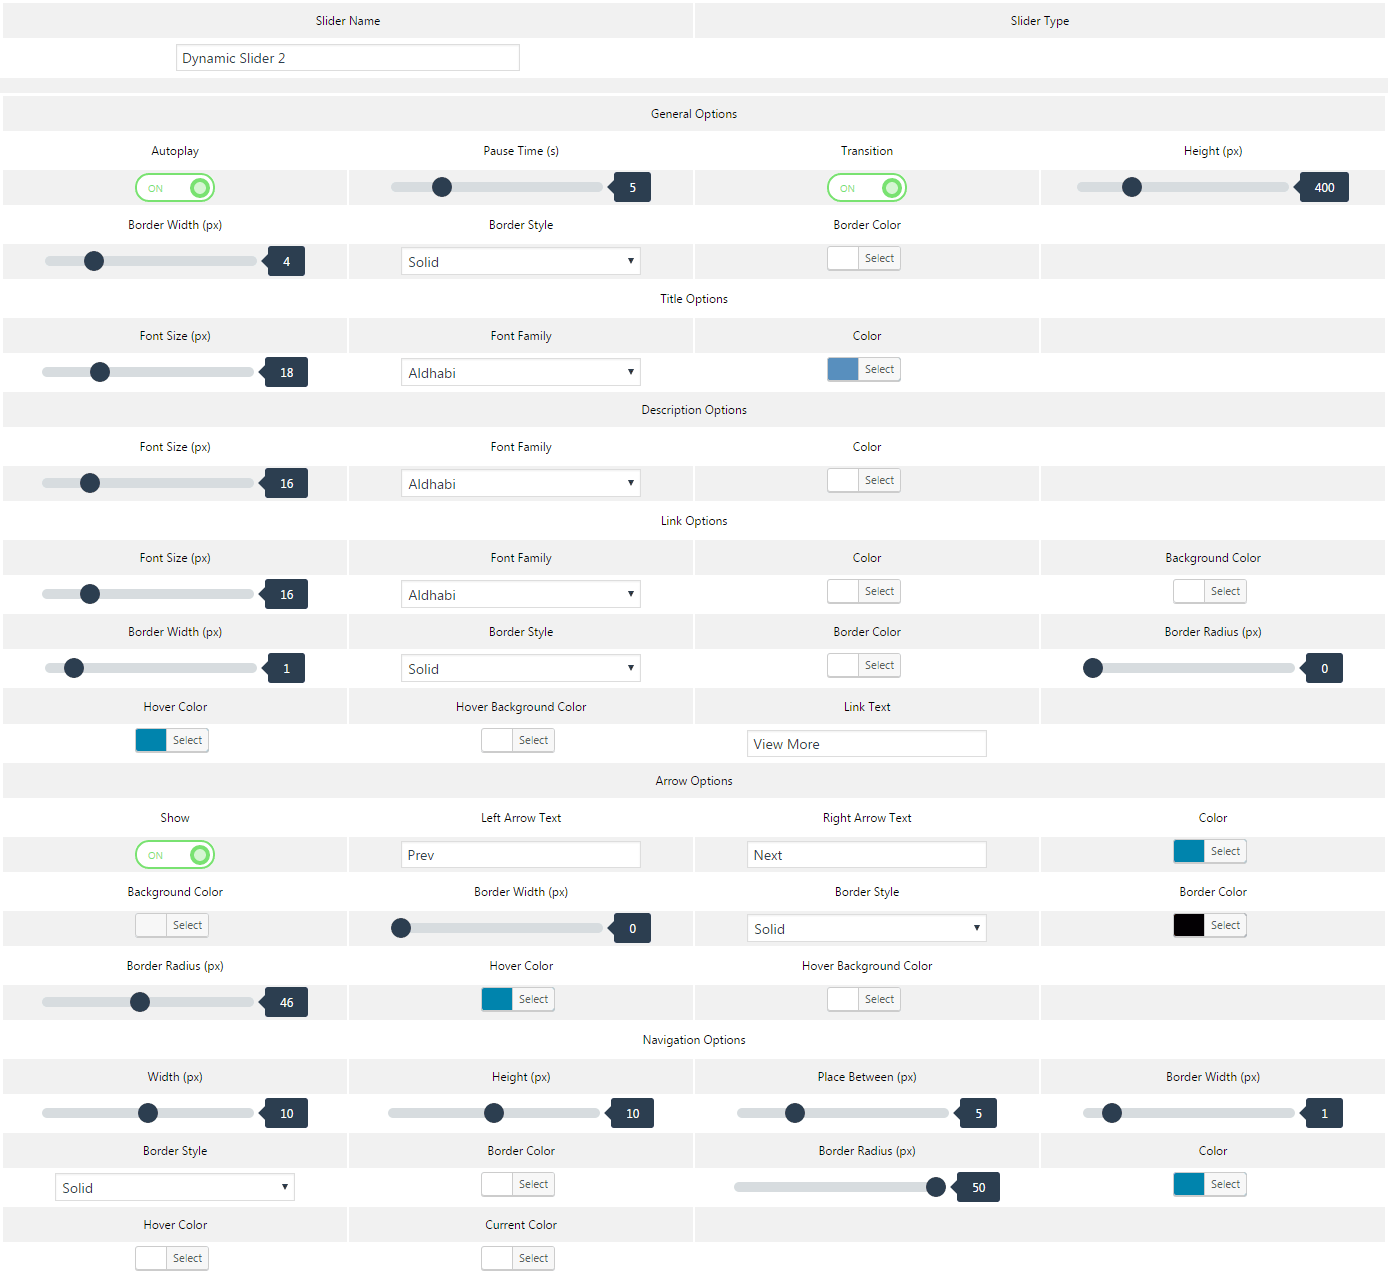 Slider Name Slider Type
Dynamic Slider 2
General Options
Autoplay Pause Time (s) Transition Height (px)
ON 5 ON 400
Border Width (px) Border Style Border Color
4 Solid Select
Title Options
Font Size (px) Font Family Color
18 Aldhabi Select
Description Options
Font Size (px) Font Family Color
16 Aldhabi Select
Link Options
Font Size (px) Font Family Color Background Color
16 Aldhabi Select Select
Border Width (px) Border Style Border Color Border Radius (px)
1 Solid Select 0
Hover Color Hover Background Color Link Text
Select Select View More
Arrow Options
Show Left Arrow Text Right Arrow Text Color
ON Prev Next Select
Background Color Border Width (px) Border Style Border Color
Select 0 Solid Select
Border Radius (px) Hover Color Hover Background Color
46 Select Select
Navigation Options
Width (px) Height (px) Place Between (px) Border Width (px)
10 10 5 1
Border Style Border Color Border Radius (px) Color
Solid Select 50 Select
Hover Color Current Color
Select Select